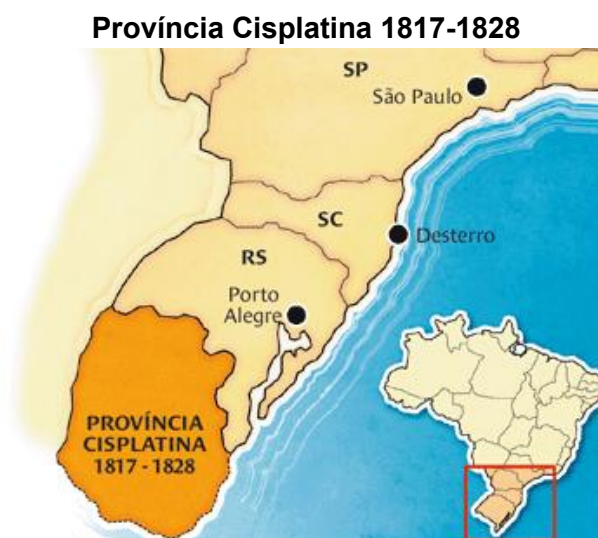 Província Cisplatina 1817-1828
SP
São Paulo
SC
Desterro
RS
Porto
Alegre
PROVÍNCIA
CISPLATINA
1817 - 1828